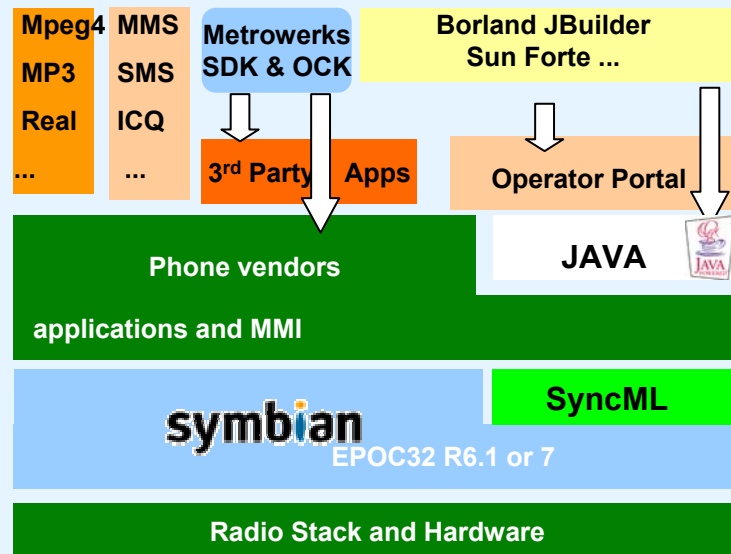 Mpeg4
MP3
Real
...
MMS
SMS
ICQ
...
Metrowerks
SDK & OCK
Borland JBuilder
Sun Forte ...
3rd Party Apps
Operator Portal
Phone vendors
JAVA
JAVA
applications and MMI
SyncML
symbian
EPOC32 R6.1 or 7
Radio Stack and Hardware